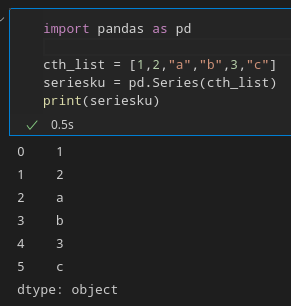 import pandas as pd
cth_list = [1,2,"a","b",3,"c"]
seriesku = pd.Series(cth_list)
print(seriesku)
✓ 0.5s
0 1
1 2
2 a
3 b
4 3
5 c
dtype: object